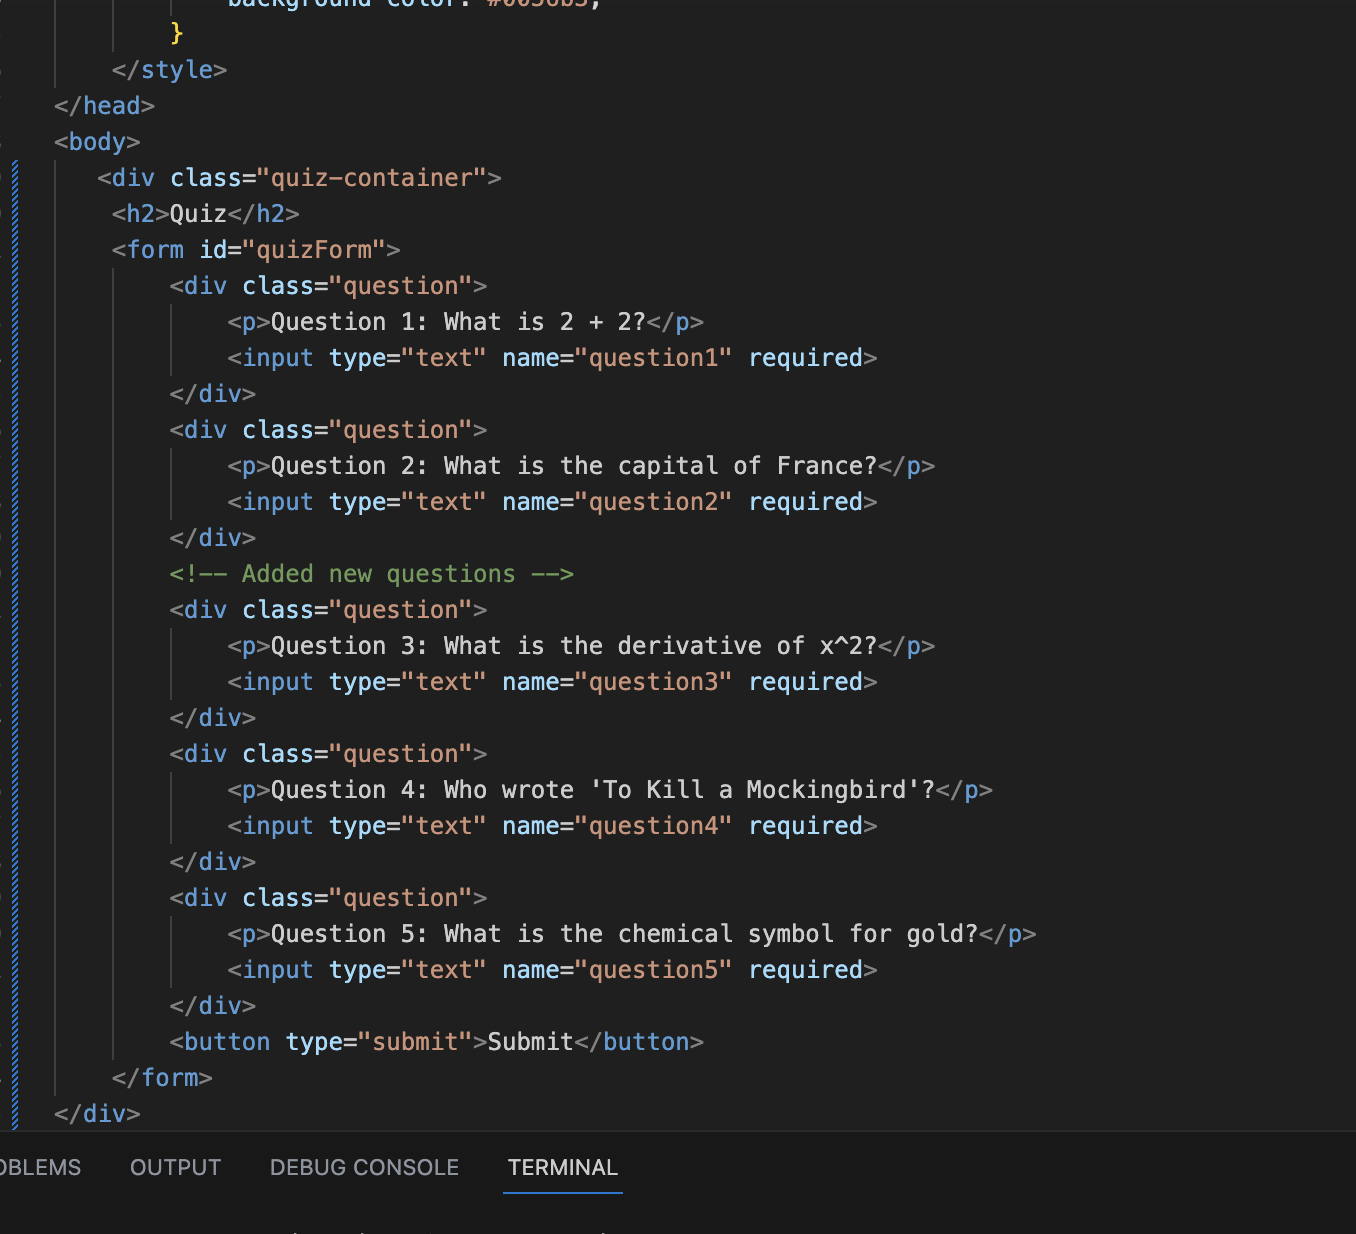 background-color: #0056b3;
}
</style>
</head>
<body>
<div class="quiz-container">
<h2>Quiz</h2>
<form id="quizForm">
<div class="question">
<p>Question 1: What is 2 + 2?</p>
<input type="text" name="question1" required>
</div>
<div class="question">
<p>Question 2: What is the capital of France?</p>
<input type="text" name="question2" required>
</div>
<!-- Added new questions -->
<div class="question">
<p>Question 3: What is the derivative of x^2?</p>
<input type="text" name="question3" required>
</div>
<div class="question">
<p>Question 4: Who wrote 'To Kill a Mockingbird'?</p>
<input type="text" name="question4" required>
</div>
<div class="question">
<p>Question 5: What is the chemical symbol for gold?</p>
<input type="text" name="question5" required>
</div>
<button type="submit">Submit</button>
</form>
</div>
OBLEMS OUTPUT DEBUG CONSOLE TERMINAL